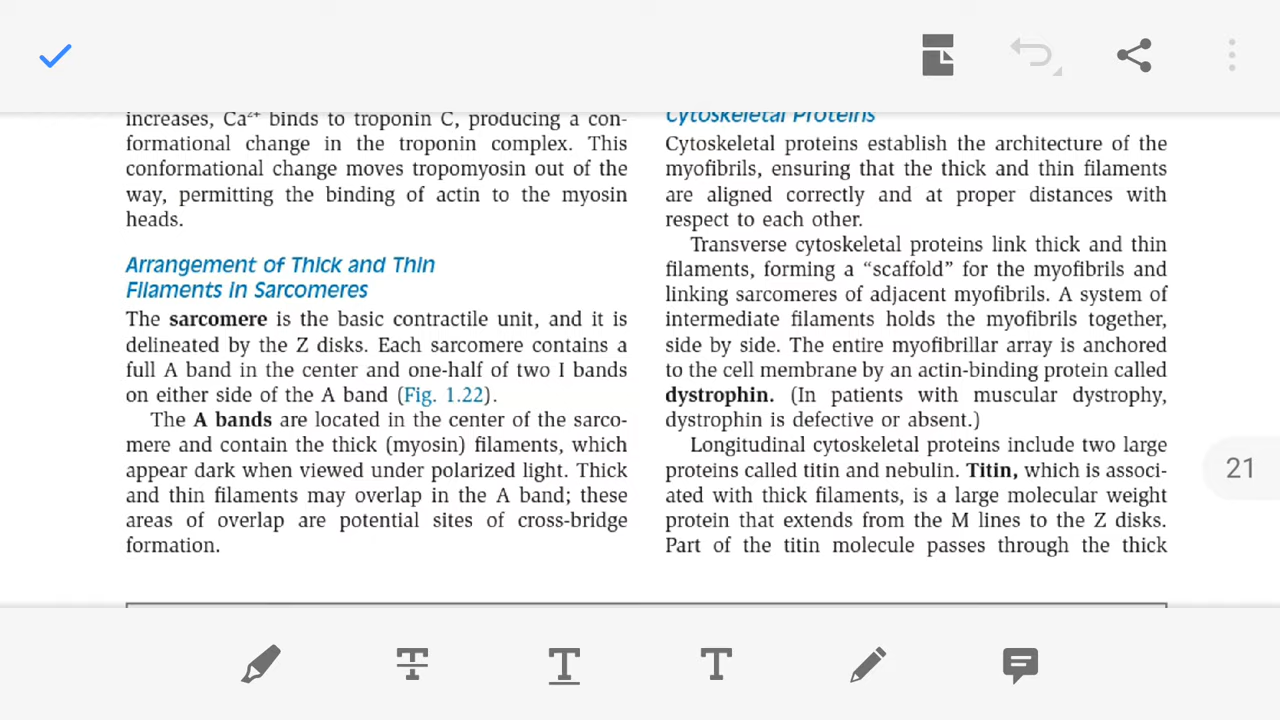 increases, Ca²⁺ binds to troponin C, producing a con-
formational change in the troponin complex. This
conformational change moves tropomyosin out of the
way, permitting the binding of actin to the myosin
heads.
Arrangement of Thick and Thin
Filaments in Sarcomeres
The sarcomere is the basic contractile unit, and it is
delineated by the Z disks. Each sarcomere contains a
full A band in the center and one-half of two I bands
on either side of the A band (Fig. 1.22).
The A bands are located in the center of the sarco-
mere and contain the thick (myosin) filaments, which
appear dark when viewed under polarized light. Thick
and thin filaments may overlap in the A band; these
areas of overlap are potential sites of cross-bridge
formation.
Cytoskeletal Proteins
Cytoskeletal proteins establish the architecture of the
myofibrils, ensuring that the thick and thin filaments
are aligned correctly and at proper distances with
respect to each other.
Transverse cytoskeletal proteins link thick and thin
filaments, forming a “scaffold” for the myofibrils and
linking sarcomeres of adjacent myofibrils. A system of
intermediate filaments holds the myofibrils together,
side by side. The entire myofibrillar array is anchored
to the cell membrane by an actin-binding protein called
dystrophin. (In patients with muscular dystrophy,
dystrophin is defective or absent.)
Longitudinal cytoskeletal proteins include two large
proteins called titin and nebulin. Titin, which is associ-
ated with thick filaments, is a large molecular weight
protein that extends from the M lines to the Z disks.
Part of the titin molecule passes through the thick
21